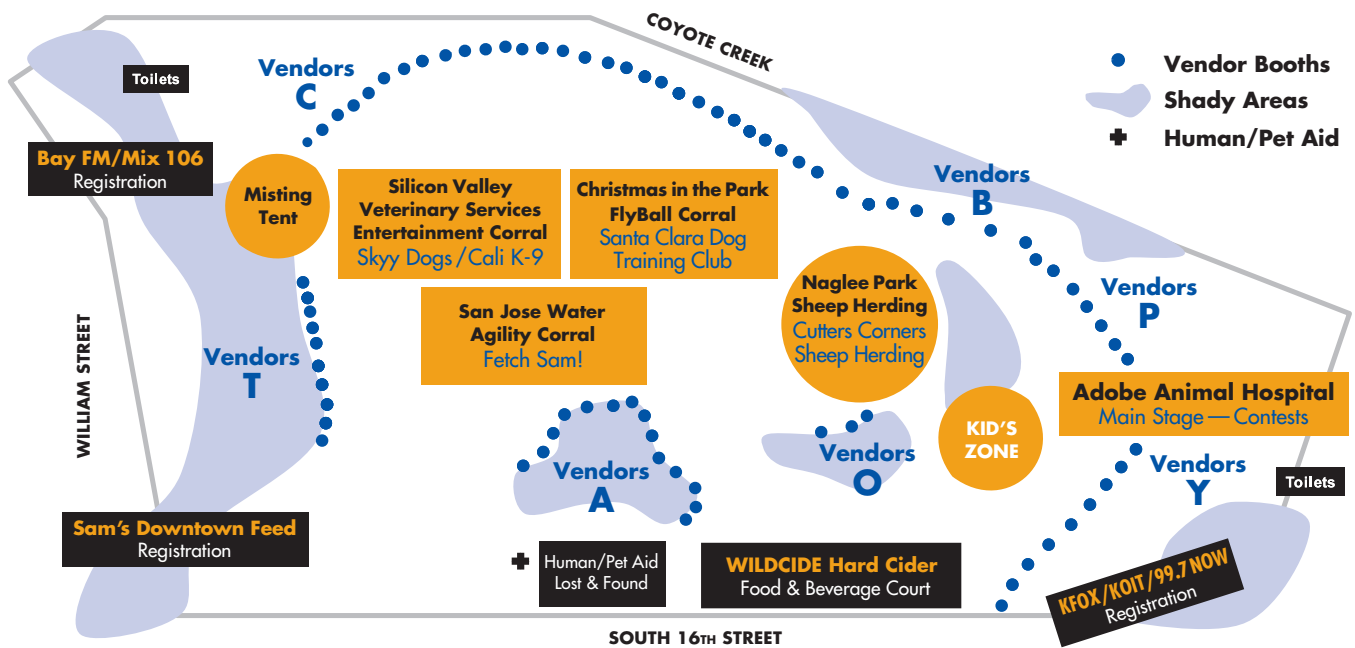 COYOTE CREEK
Vendor Booths
Shady Areas
Human/Pet Aid
Toilets
Vendors
C
Bay FM/Mix 106
Registration
Misting
Tent
Silicon Valley
Veterinary Services
Entertainment Corral
Skyy Dogs/Cali K-9
Christmas in the Park
FlyBall Corral
Santa Clara Dog
Training Club
Vendors
B
Naglee Park
Sheep Herding
Cutters Corners
Sheep Herding
Vendors
P
San Jose Water
Agility Corral
Fetch Sam!
WILLIAM STREET
Vendors
T
Adobe Animal Hospital
Main Stage — Contests
KID'S
ZONE
Vendors
A
Vendors
O
Vendors
Y
Toilets
Sam's Downtown Feed
Registration
Human/Pet Aid
Lost & Found
WILDCIDE Hard Cider
Food & Beverage Court
KFOX/KOIT/99.7 NOW
Registration
SOUTH 16TH STREET